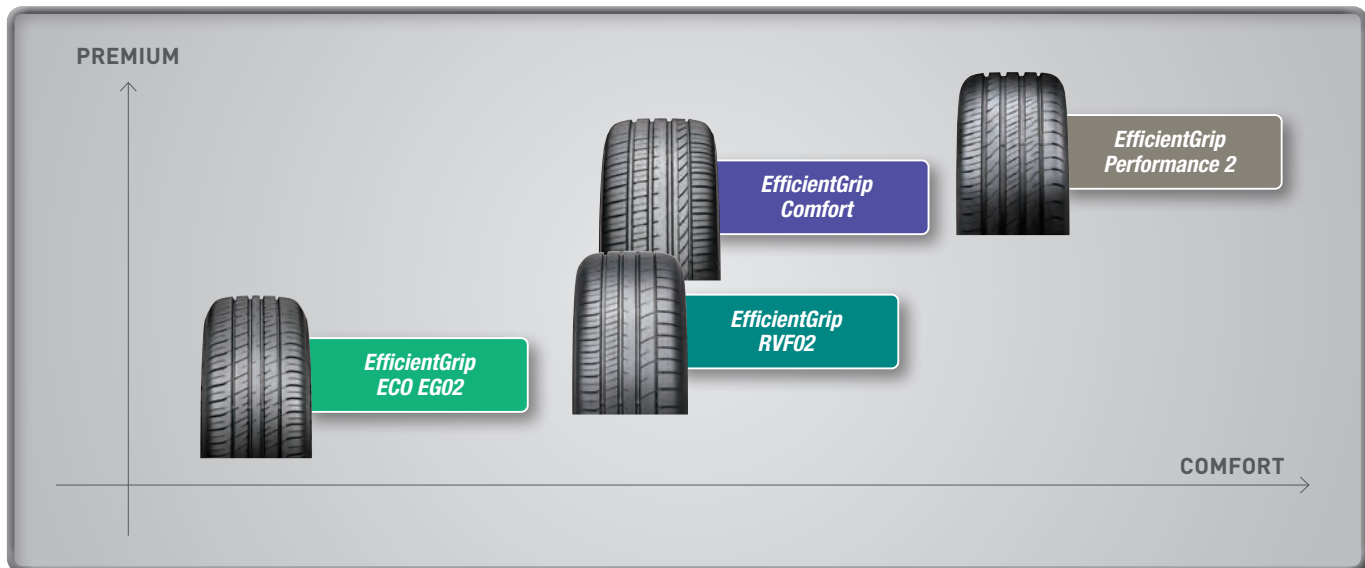 PREMIUM
EfficientGrip
Performance 2
EfficientGrip
Comfort
EfficientGrip
RVF02
EfficientGrip
ECO EG02
COMFORT